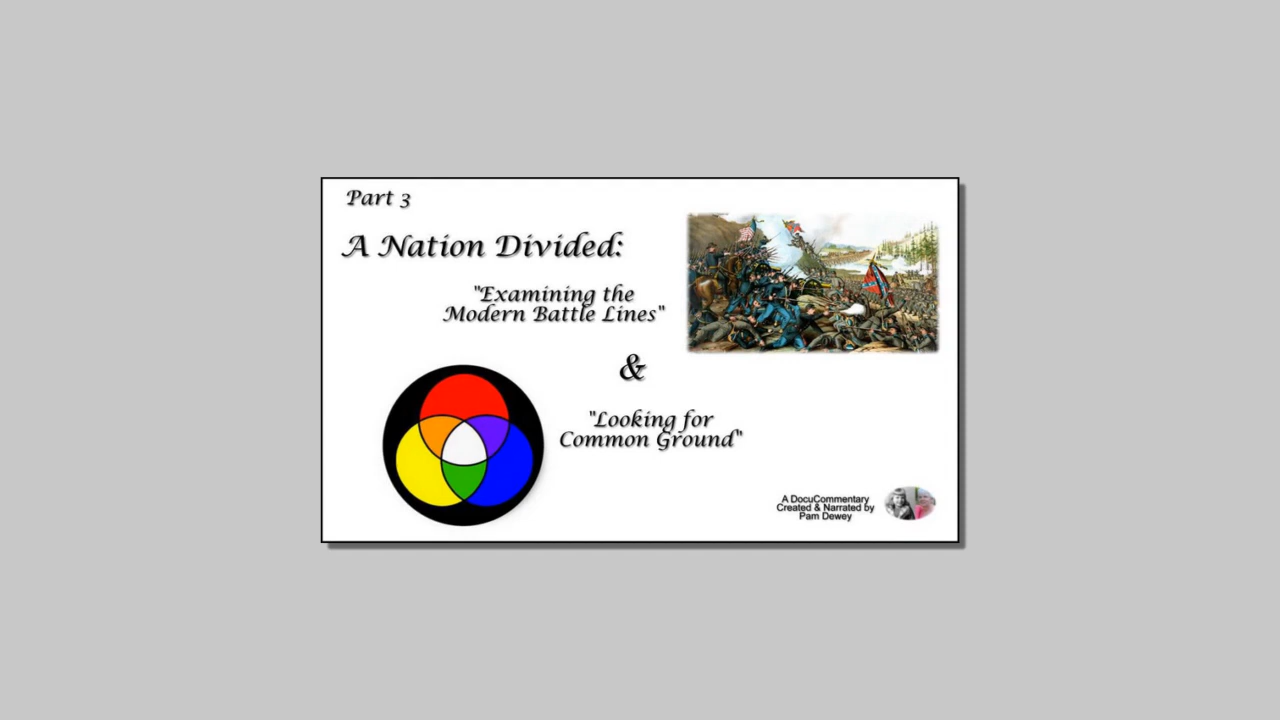 Part 3
A Nation Divided:
"Examining the
Modern Battle Lines"
&
"Looking for
Common Ground"
A DocuCommentary
Created & Narrated by
Pam Dewey